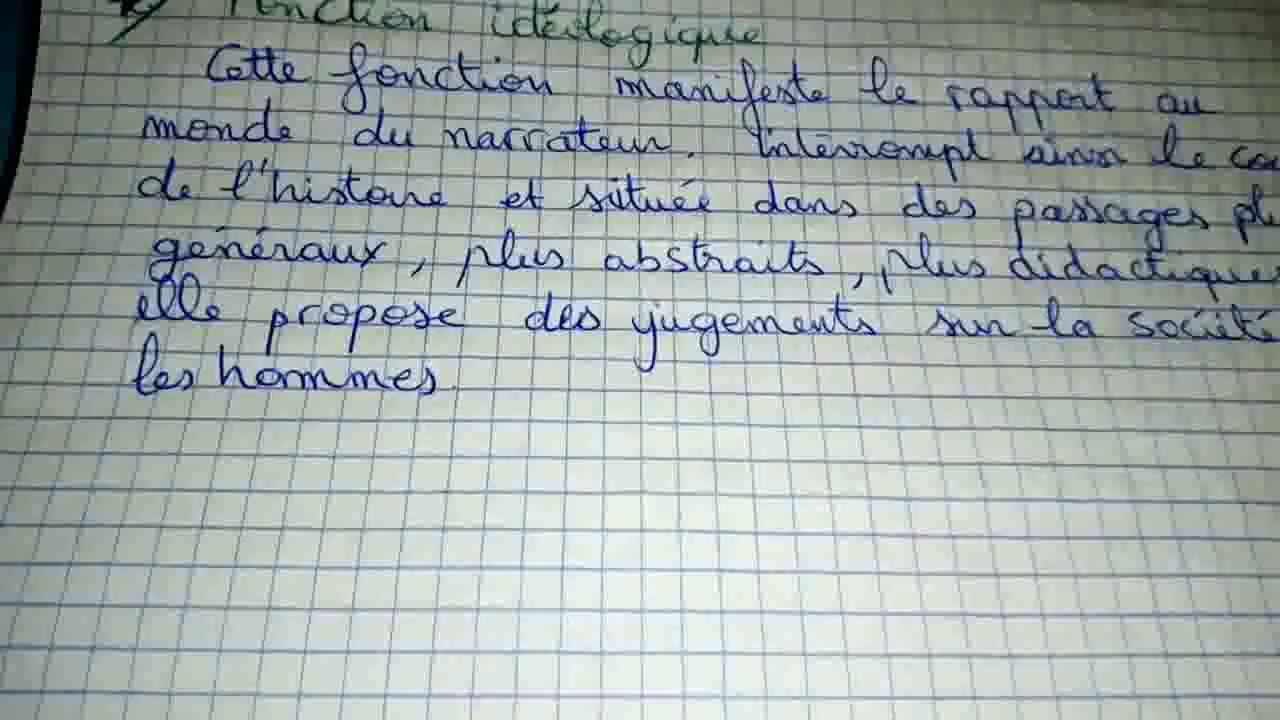 Fonction idéologique
Cette fonction manifeste le rapport au
monde du narrateur. Interrompt ainsi le
de l'histoire et située dans des passages
généraux, plus abstraits, plus didactiques
elle propose des jugements sur la société
les hommes.